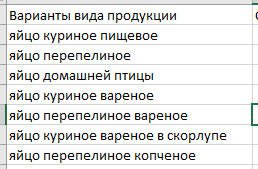 Варианты вида продукции
яйцо куриное пищевое
яйцо перепелиное
яйцо домашней птицы
яйцо куриное вареное
яйцо перепелиное вареное
яйцо куриное вареное в скорлупе
яйцо перепелиное копченое